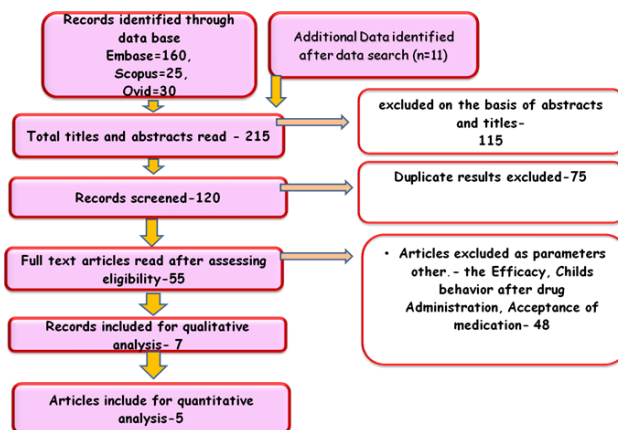 Records identified through
data base
Embase=160,
Scopus=25,
Ovid=30
Additional Data identified
after data search (n=11)
Total titles and abstracts read - 215
excluded on the basis of abstracts
and titles-
115
Records screened-120
Duplicate results excluded-75
Full text articles read after assessing
eligibility-55
• Articles excluded as parameters
other.- the Efficacy, Childs
behavior after drug
Administration, Acceptance of
medication- 48
Records included for qualitative
analysis- 7
Articles include for quantitative
analysis-5